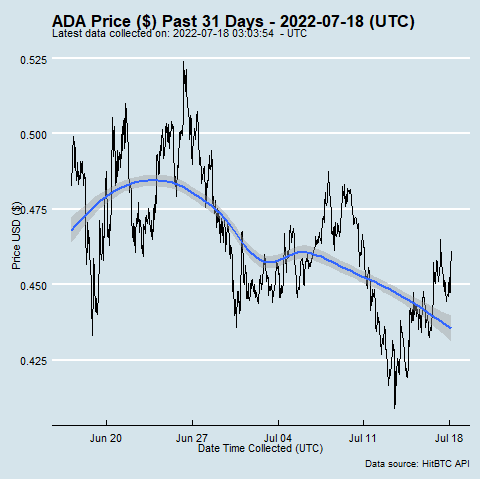 ADA Price ($) Past 31 Days - 2022-07-18 (UTC)
Latest data collected on: 2022-07-18 03:03:54 - UTC
0.525
0.500
0.475
0.450
0.425
Price USD ($)
Jun 20 Jun 27 Jul 04 Jul 11 Jul 18
Date Time Collected (UTC)
Data source: HitBTC API